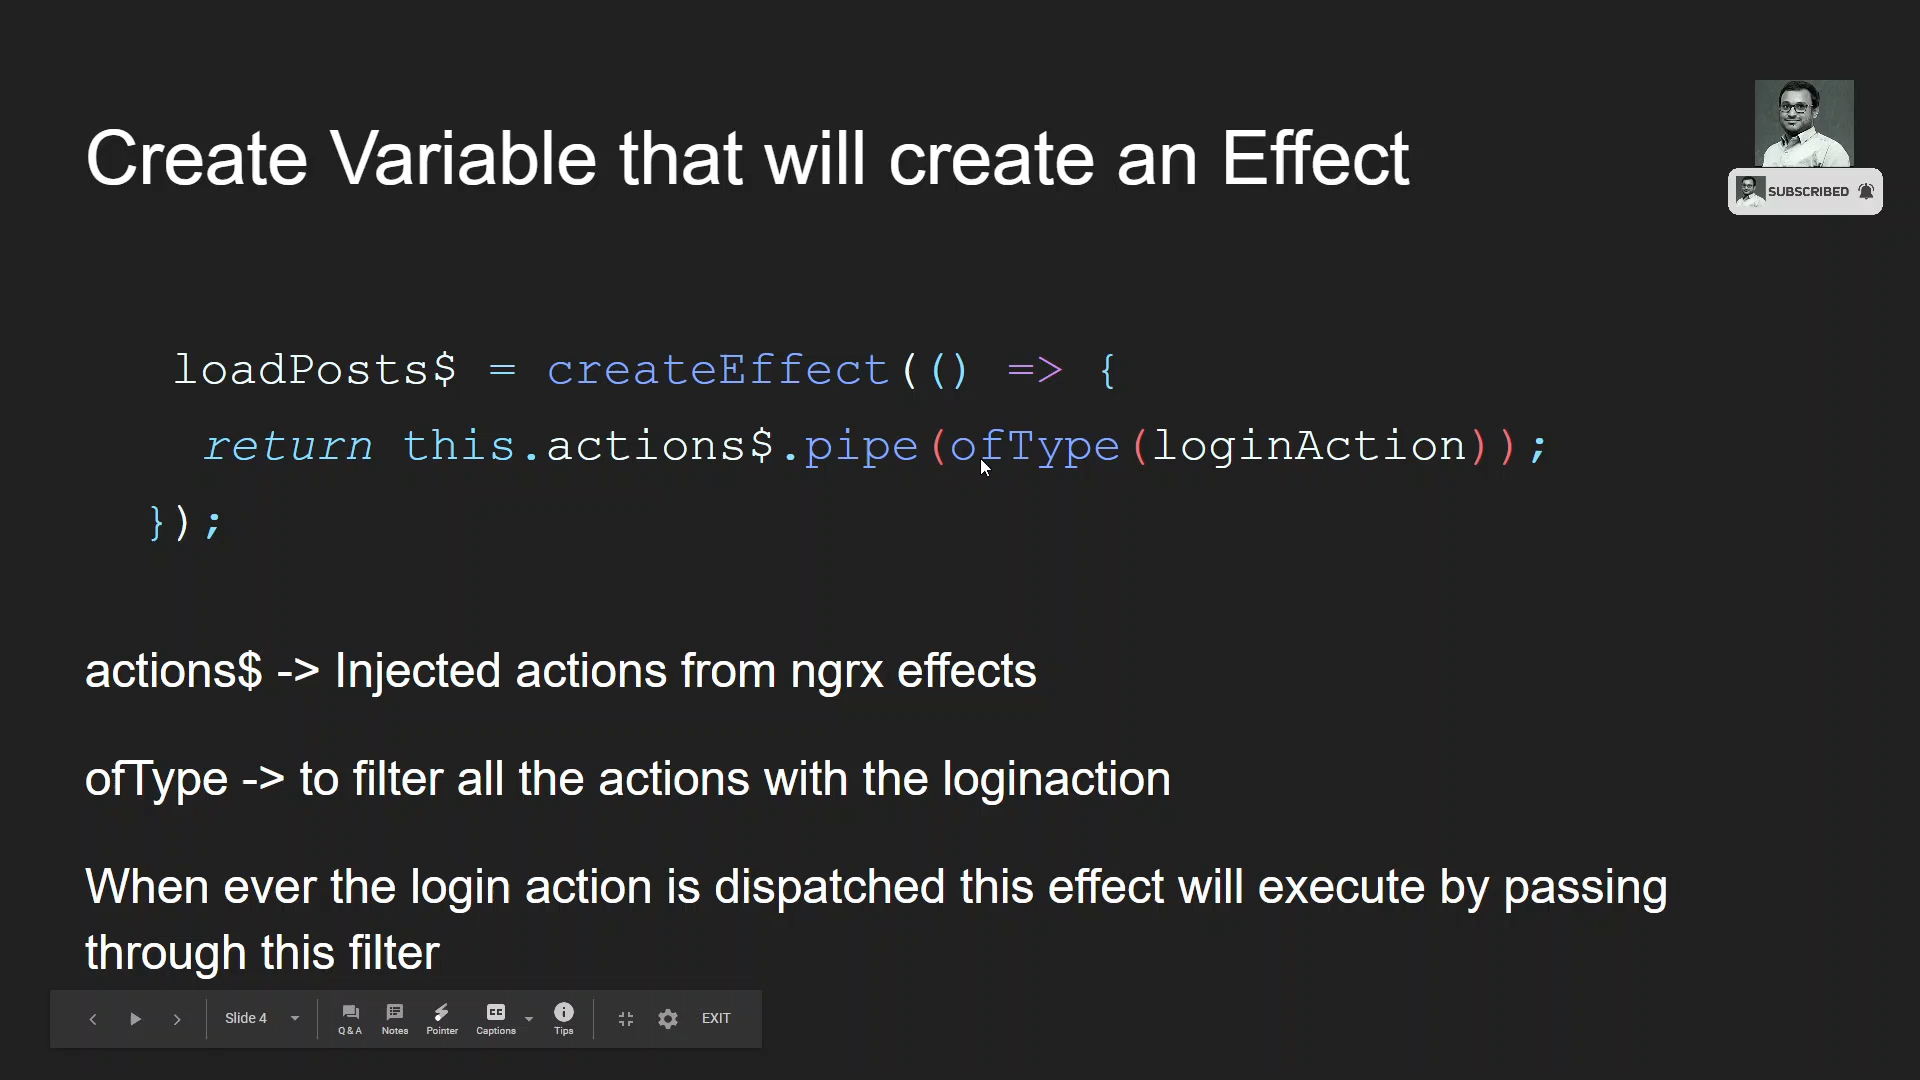 Create Variable that will create an Effect
SUBSCRIBED
loadPosts$ = createEffect(() => {
return this.actions$.pipe(ofType(loginAction));
});
actions$ -> Injected actions from ngrx effects
ofType -> to filter all the actions with the loginaction
When ever the login action is dispatched this effect will execute by passing
through this filter
Slide 4
Q & A Notes Pointer Captions Tips EXIT